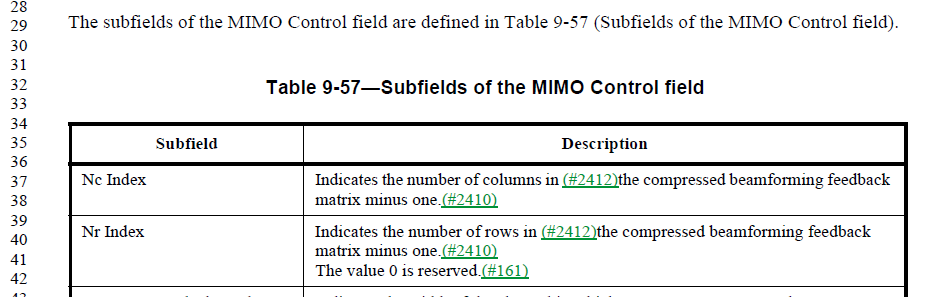 28
29 The subfields of the MIMO Control field are defined in Table 9-57 (Subfields of the MIMO Control field).
30
31
32 Table 9-57—Subfields of the MIMO Control field
33
34
35 Subfield Description
36
37 Nc Index Indicates the number of columns in (#2412)the compressed beamforming feedback
38 matrix minus one.(#2410)
39
40 Nr Index Indicates the number of rows in (#2412)the compressed beamforming feedback
41 matrix minus one.(#2410)
42 The value 0 is reserved.(#161)